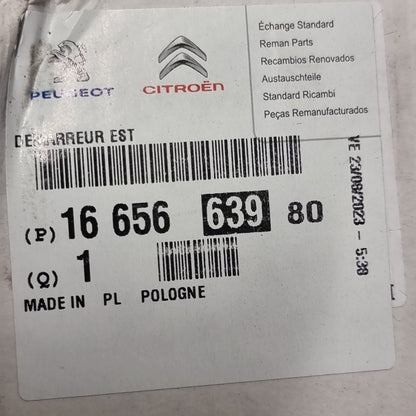 PEUGEOT
CITROËN
Échange Standard
Reman Parts
Recambios Renovados
Austauschteile
Standard Ricambi
Peças Remanufacturados
DEMARREUR EST
(P) 16 656 639 80
(Q) 1
MADE IN PL POLOGNE
VE 23/08/2023 - 5:38